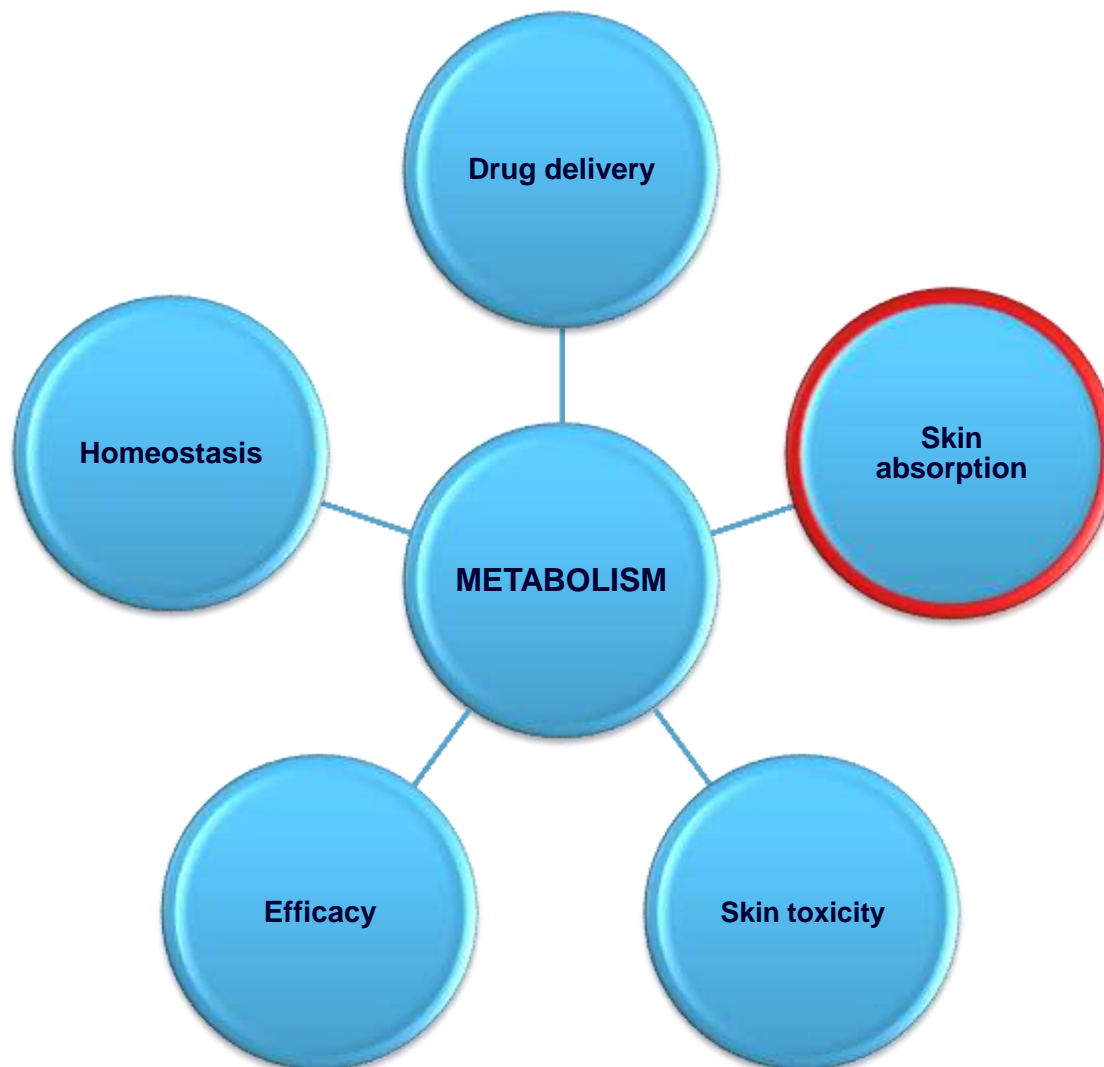 Drug delivery
Homeostasis
Skin
absorption
METABOLISM
Efficacy
Skin toxicity